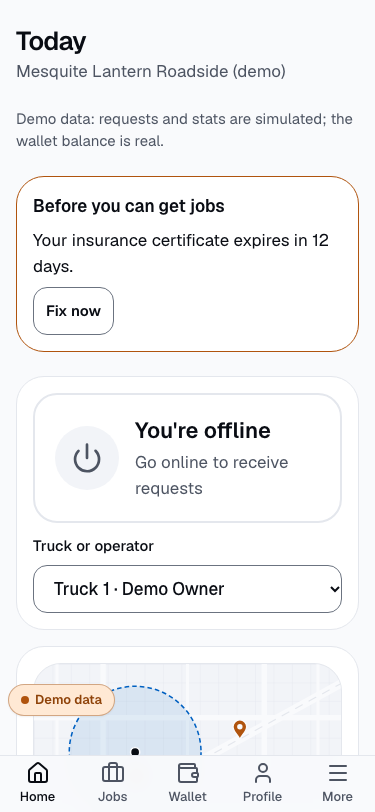 Today
Mesquite Lantern Roadside (demo)
Demo data: requests and stats are simulated; the
wallet balance is real.
Before you can get jobs
Your insurance certificate expires in 12
days.
Fix now
You're offline
Go online to receive
requests
Truck or operator
Truck 1 · Demo Owner
Demo data
Home
Jobs
Wallet
Profile
More